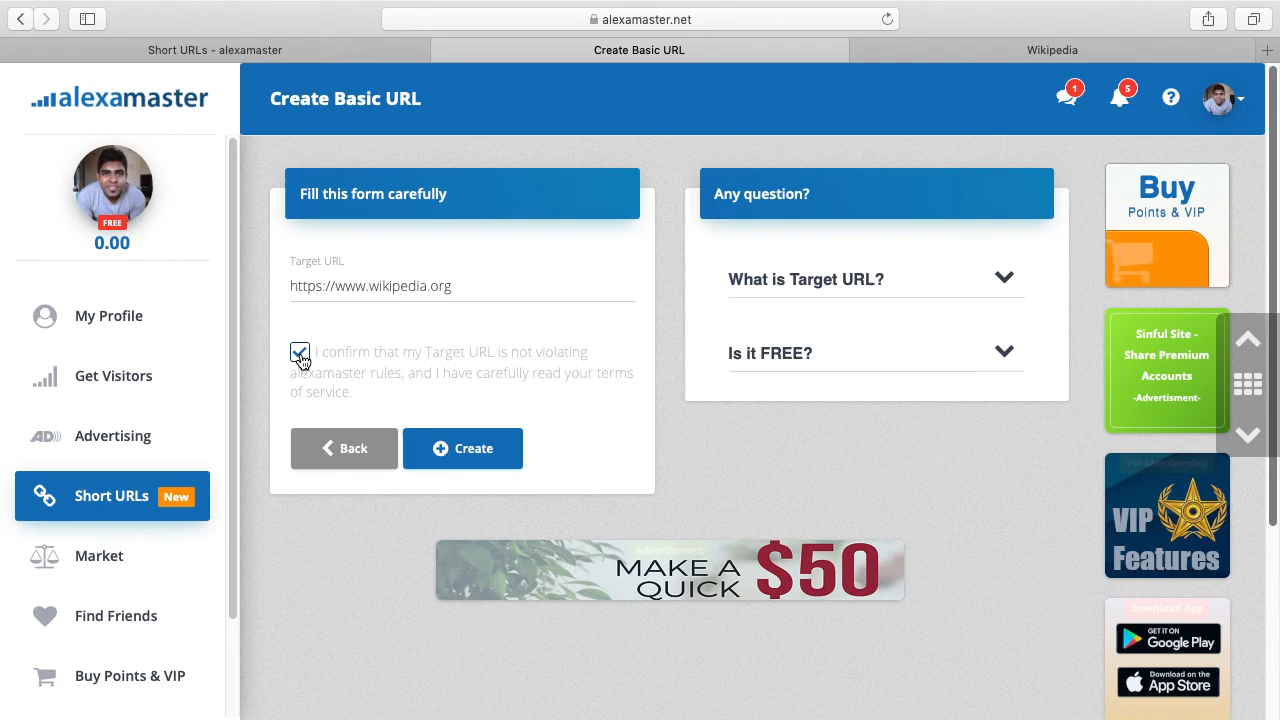 alexamaster.net
Short URLs - alexamaster
Create Basic URL
Wikipedia
alexamaster
Create Basic URL
1
5
FREE
0.00
My Profile
Get Visitors
Advertising
Short URLs New
Market
Find Friends
Buy Points & VIP
Fill this form carefully
Target URL
https://www.wikipedia.org
I confirm that my Target URL is not violating
alexamaster rules, and I have carefully read your terms
of service.
Back
Create
Any question?
What is Target URL?
Is it FREE?
Advertisment
MAKE A
QUICK $50
Buy
Points & VIP
Sinful Site -
Share Premium
Accounts
-Advertisment-
VIP Membership
VIP
Features
Download App
GET IT ON
Google Play
Download on the
App Store